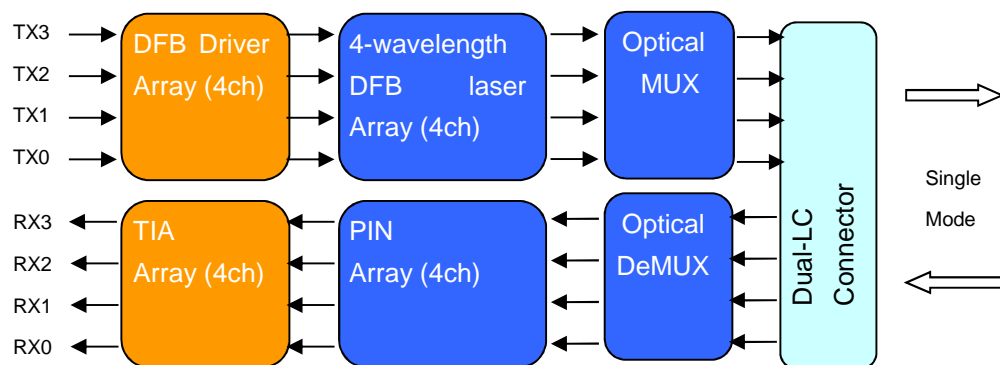 TX3
TX2
TX1
TX0
DFB Driver
Array (4ch)
4-wavelength
DFB laser
Array (4ch)
Optical
MUX
RX3
RX2
RX1
RX0
TIA
Array (4ch)
PIN
Array (4ch)
Optical
DeMUX
Dual-LC
Connector
Single
Mode